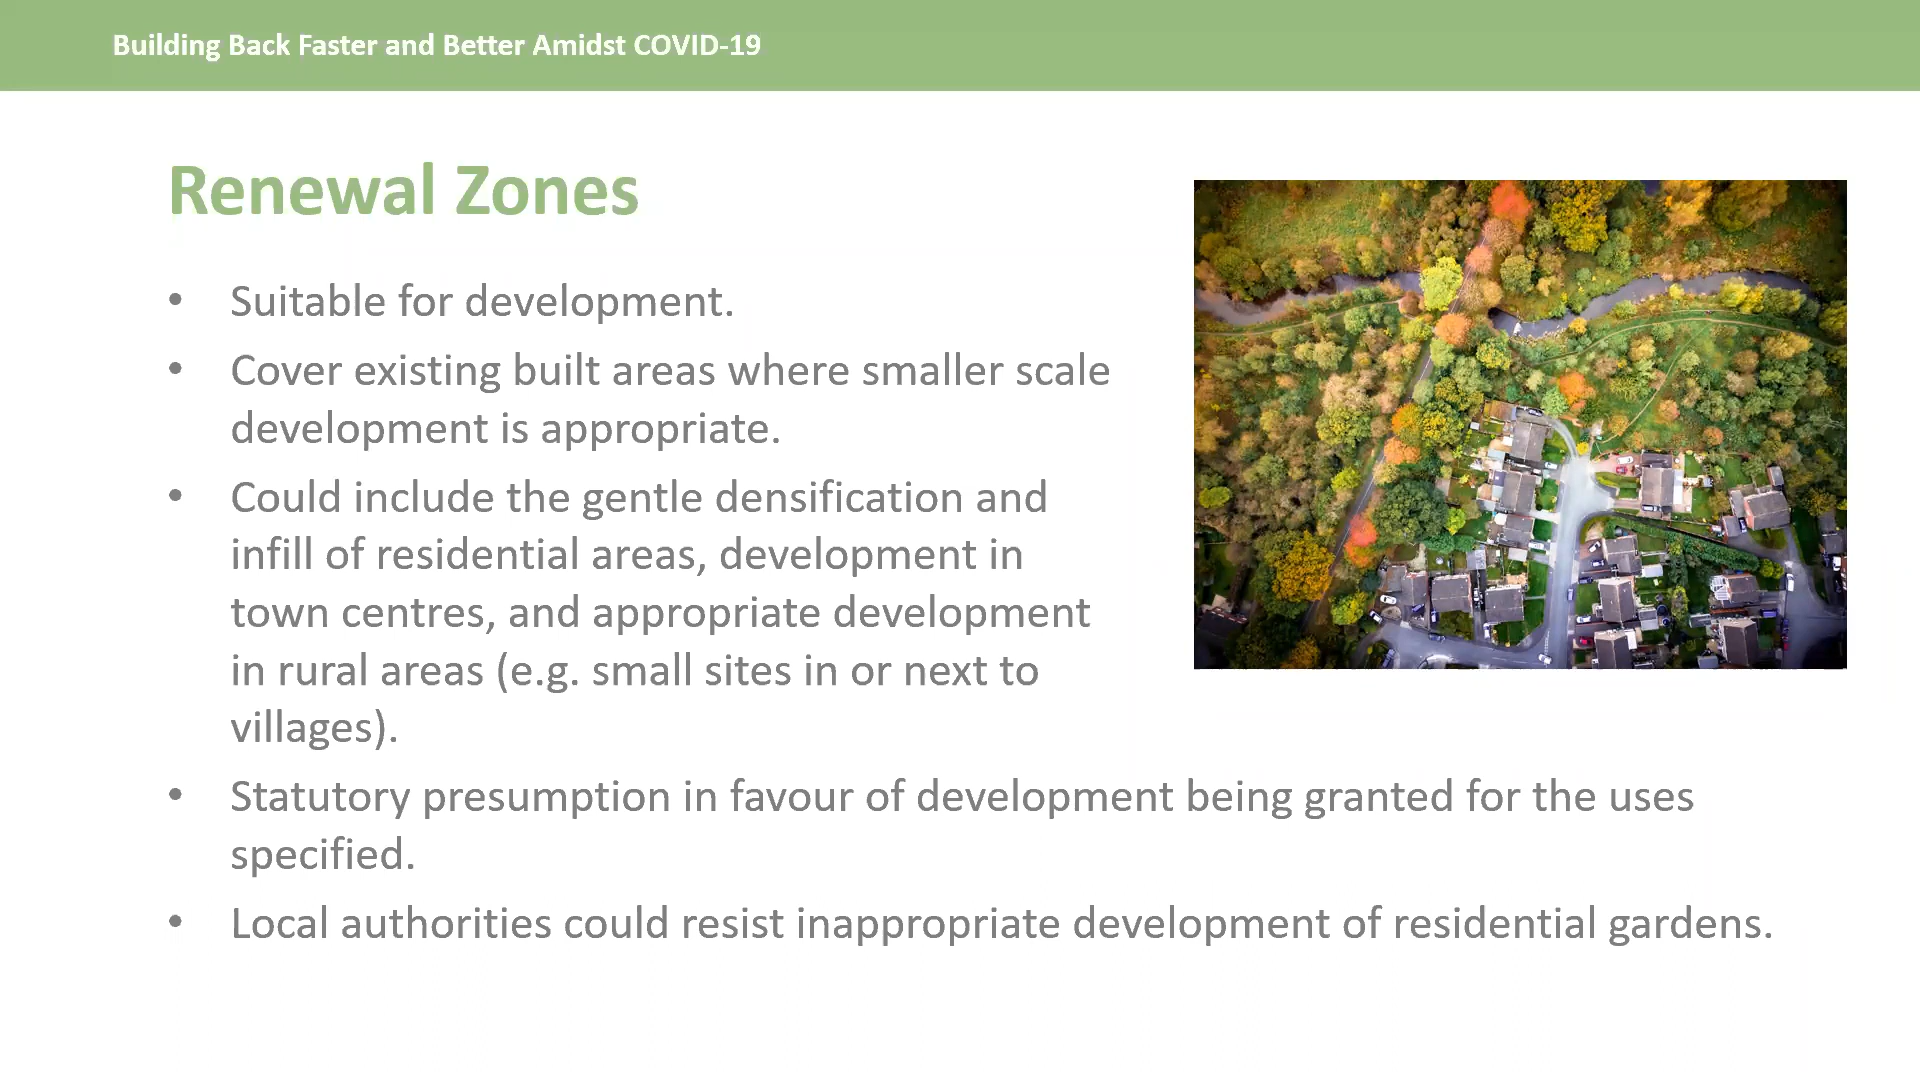 Building Back Faster and Better Amidst COVID-19
Renewal Zones
• Suitable for development.
• Cover existing built areas where smaller scale
development is appropriate.
• Could include the gentle densification and
infill of residential areas, development in
town centres, and appropriate development
in rural areas (e.g. small sites in or next to
villages).
• Statutory presumption in favour of development being granted for the uses
specified.
• Local authorities could resist inappropriate development of residential gardens.